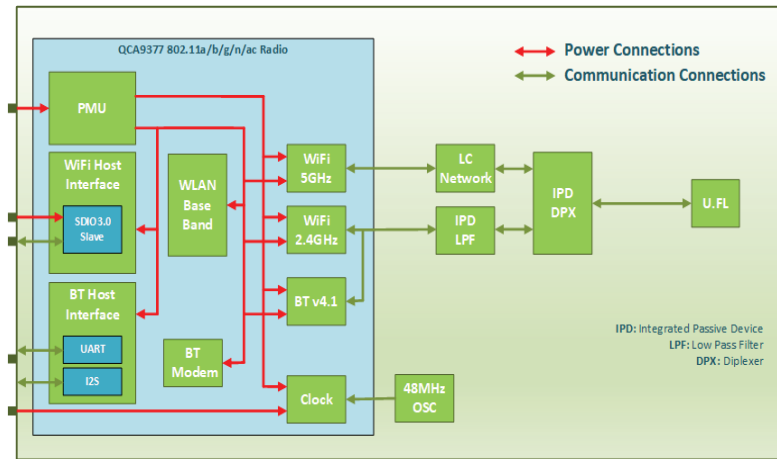 QCA9377 802.11a/b/g/n/ac Radio
Power Connections
Communication Connections
PMU
WiFi Host
Interface
SDIO3.0
Slave
WLAN
Base
Band
WiFi
5GHz
LC
Network
IPD
DPX
U.FL
WiFi
2.4GHz
IPD
LPF
BT Host
Interface
UART
I2S
BT v4.1
BT
Modem
Clock
48MHz
OSC
IPD: Integrated Passive Device
LPF: Low Pass Filter
DPX: Diplexer